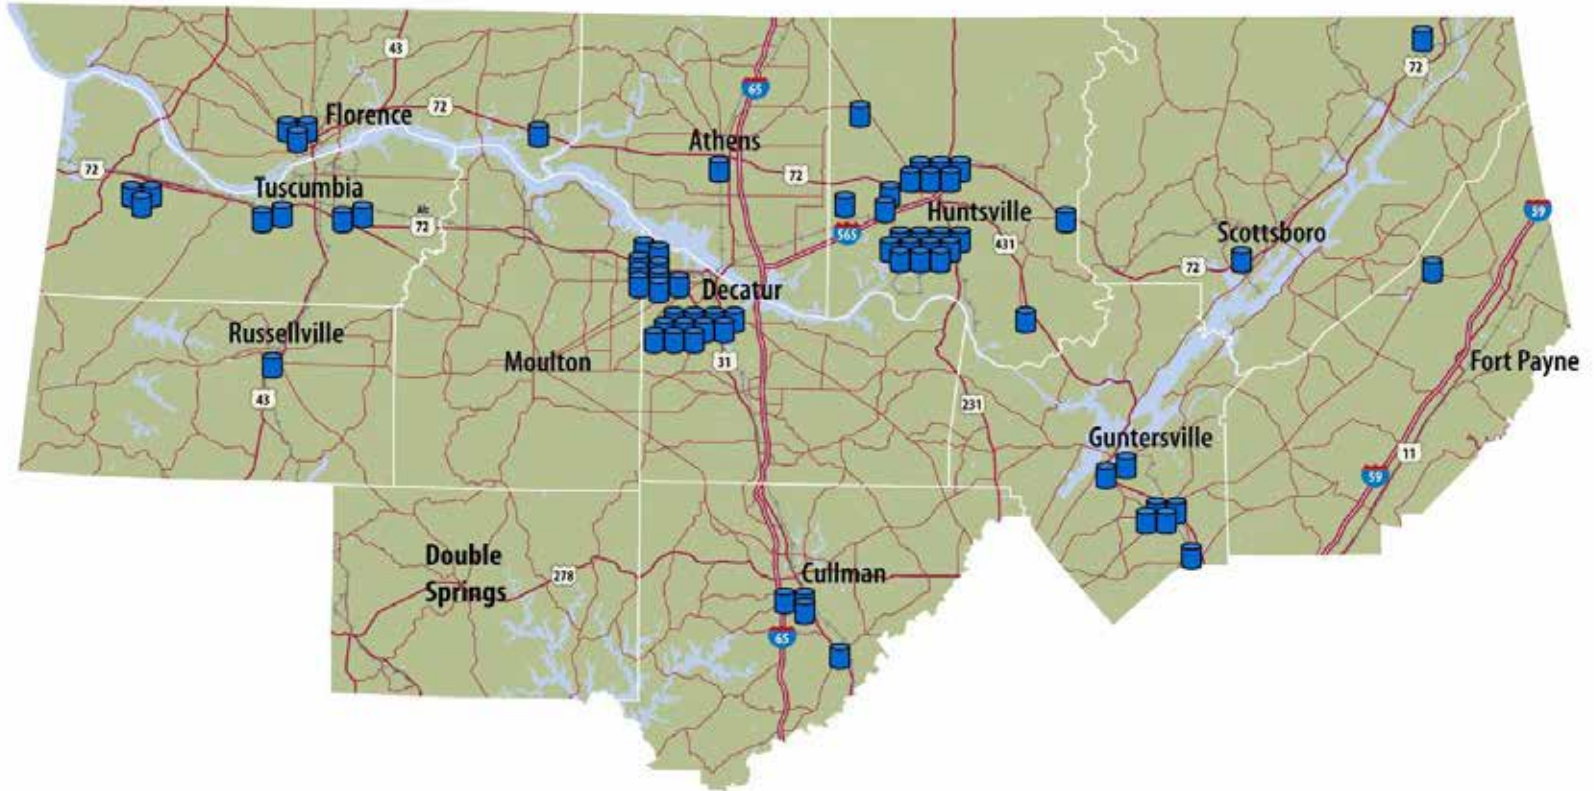 43
65
72
72
Florence
Athens
72
72
Tuscumbia
Alt
72
Huntsville
59
565
431
Scottsboro
72
Decatur
Russellville
Moulton
31
Fort Payne
43
231
Guntersville
11
59
Double
Springs
278
Cullman
65